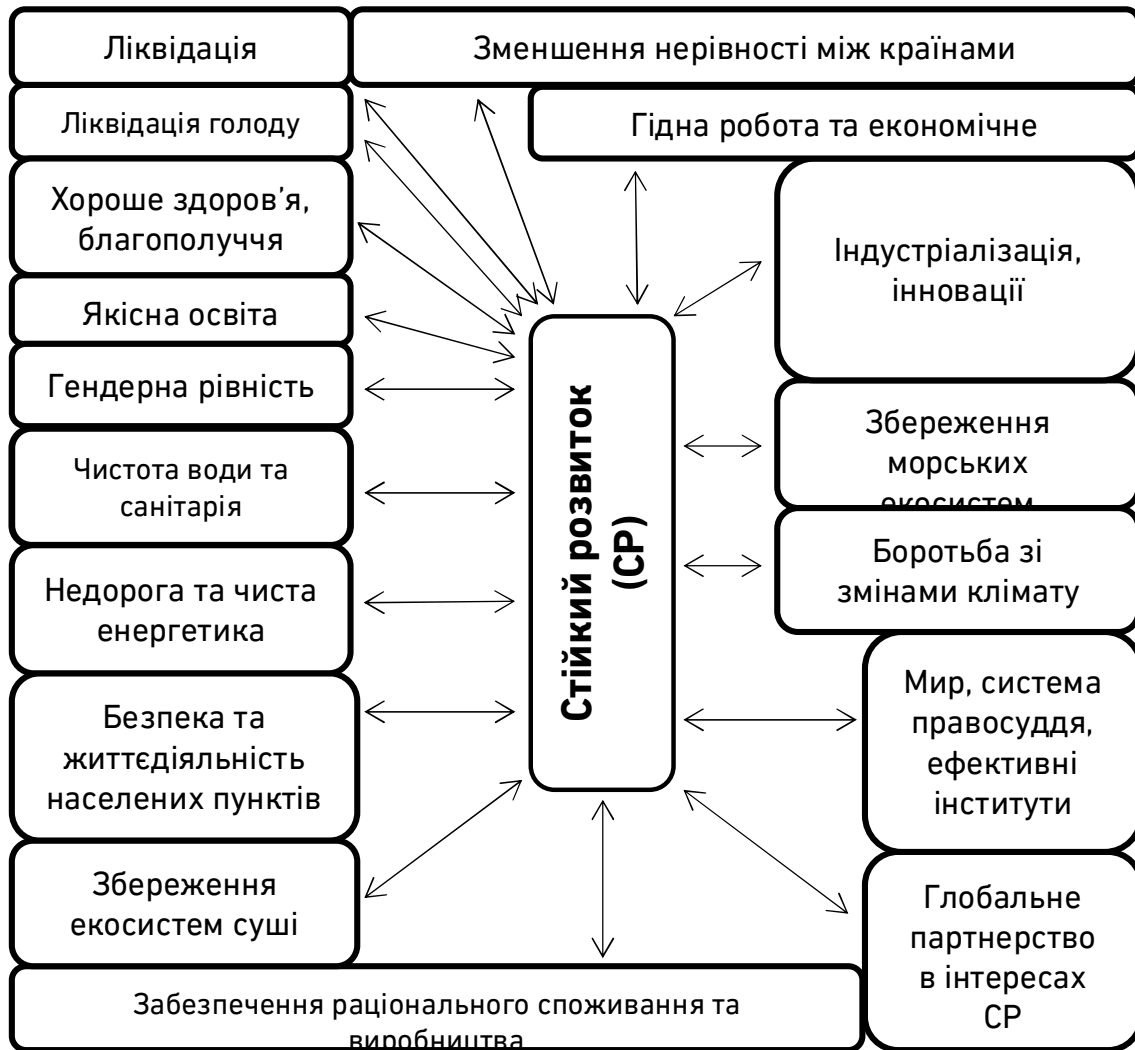 Ліквідація
Зменшення нерівності між країнами
Ліквідація голоду
Гідна робота та економічне
Хороше здоров’я,
благополуччя
Індустріалізація,
інновації
Якісна освіта
Гендерна рівність
Стійкий розвиток
(СР)
Збереження
морських
екосистем
Чистота води та
санітарія
Боротьба зі
змінами клімату
Недорога та чиста
енергетика
Мир, система
правосуддя,
ефективні
інститути
Безпека та
життєдіяльність
населених пунктів
Збереження
екосистем суші
Глобальне
партнерство
в інтересах
СР
Забезпечення раціонального споживання та
виробництва